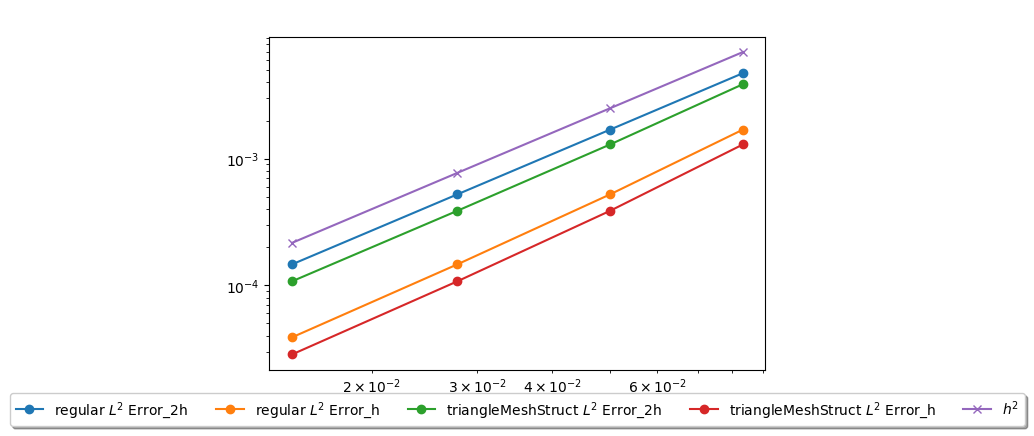 10⁻³
10⁻⁴
2 × 10⁻² 3 × 10⁻² 4 × 10⁻² 6 × 10⁻²
regular L² Error_2h regular L² Error_h triangleMeshStruct L² Error_2h triangleMeshStruct L² Error_h h²